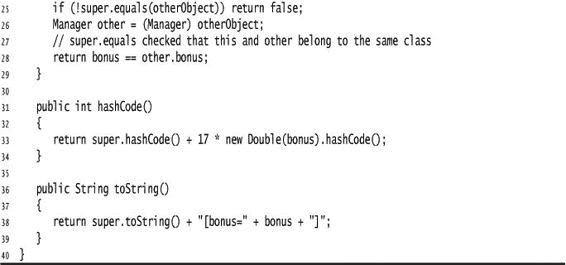 25 if (!super.equals(otherObject)) return false;
26 Manager other = (Manager) otherObject;
27 // super.equals checked that this and other belong to the same class
28 return bonus == other.bonus;
29 }
30
31 public int hashCode()
32 {
33 return super.hashCode() + 17 * new Double(bonus).hashCode();
34 }
35
36 public String toString()
37 {
38 return super.toString() + "[bonus=" + bonus + "]";
39 }
40 }